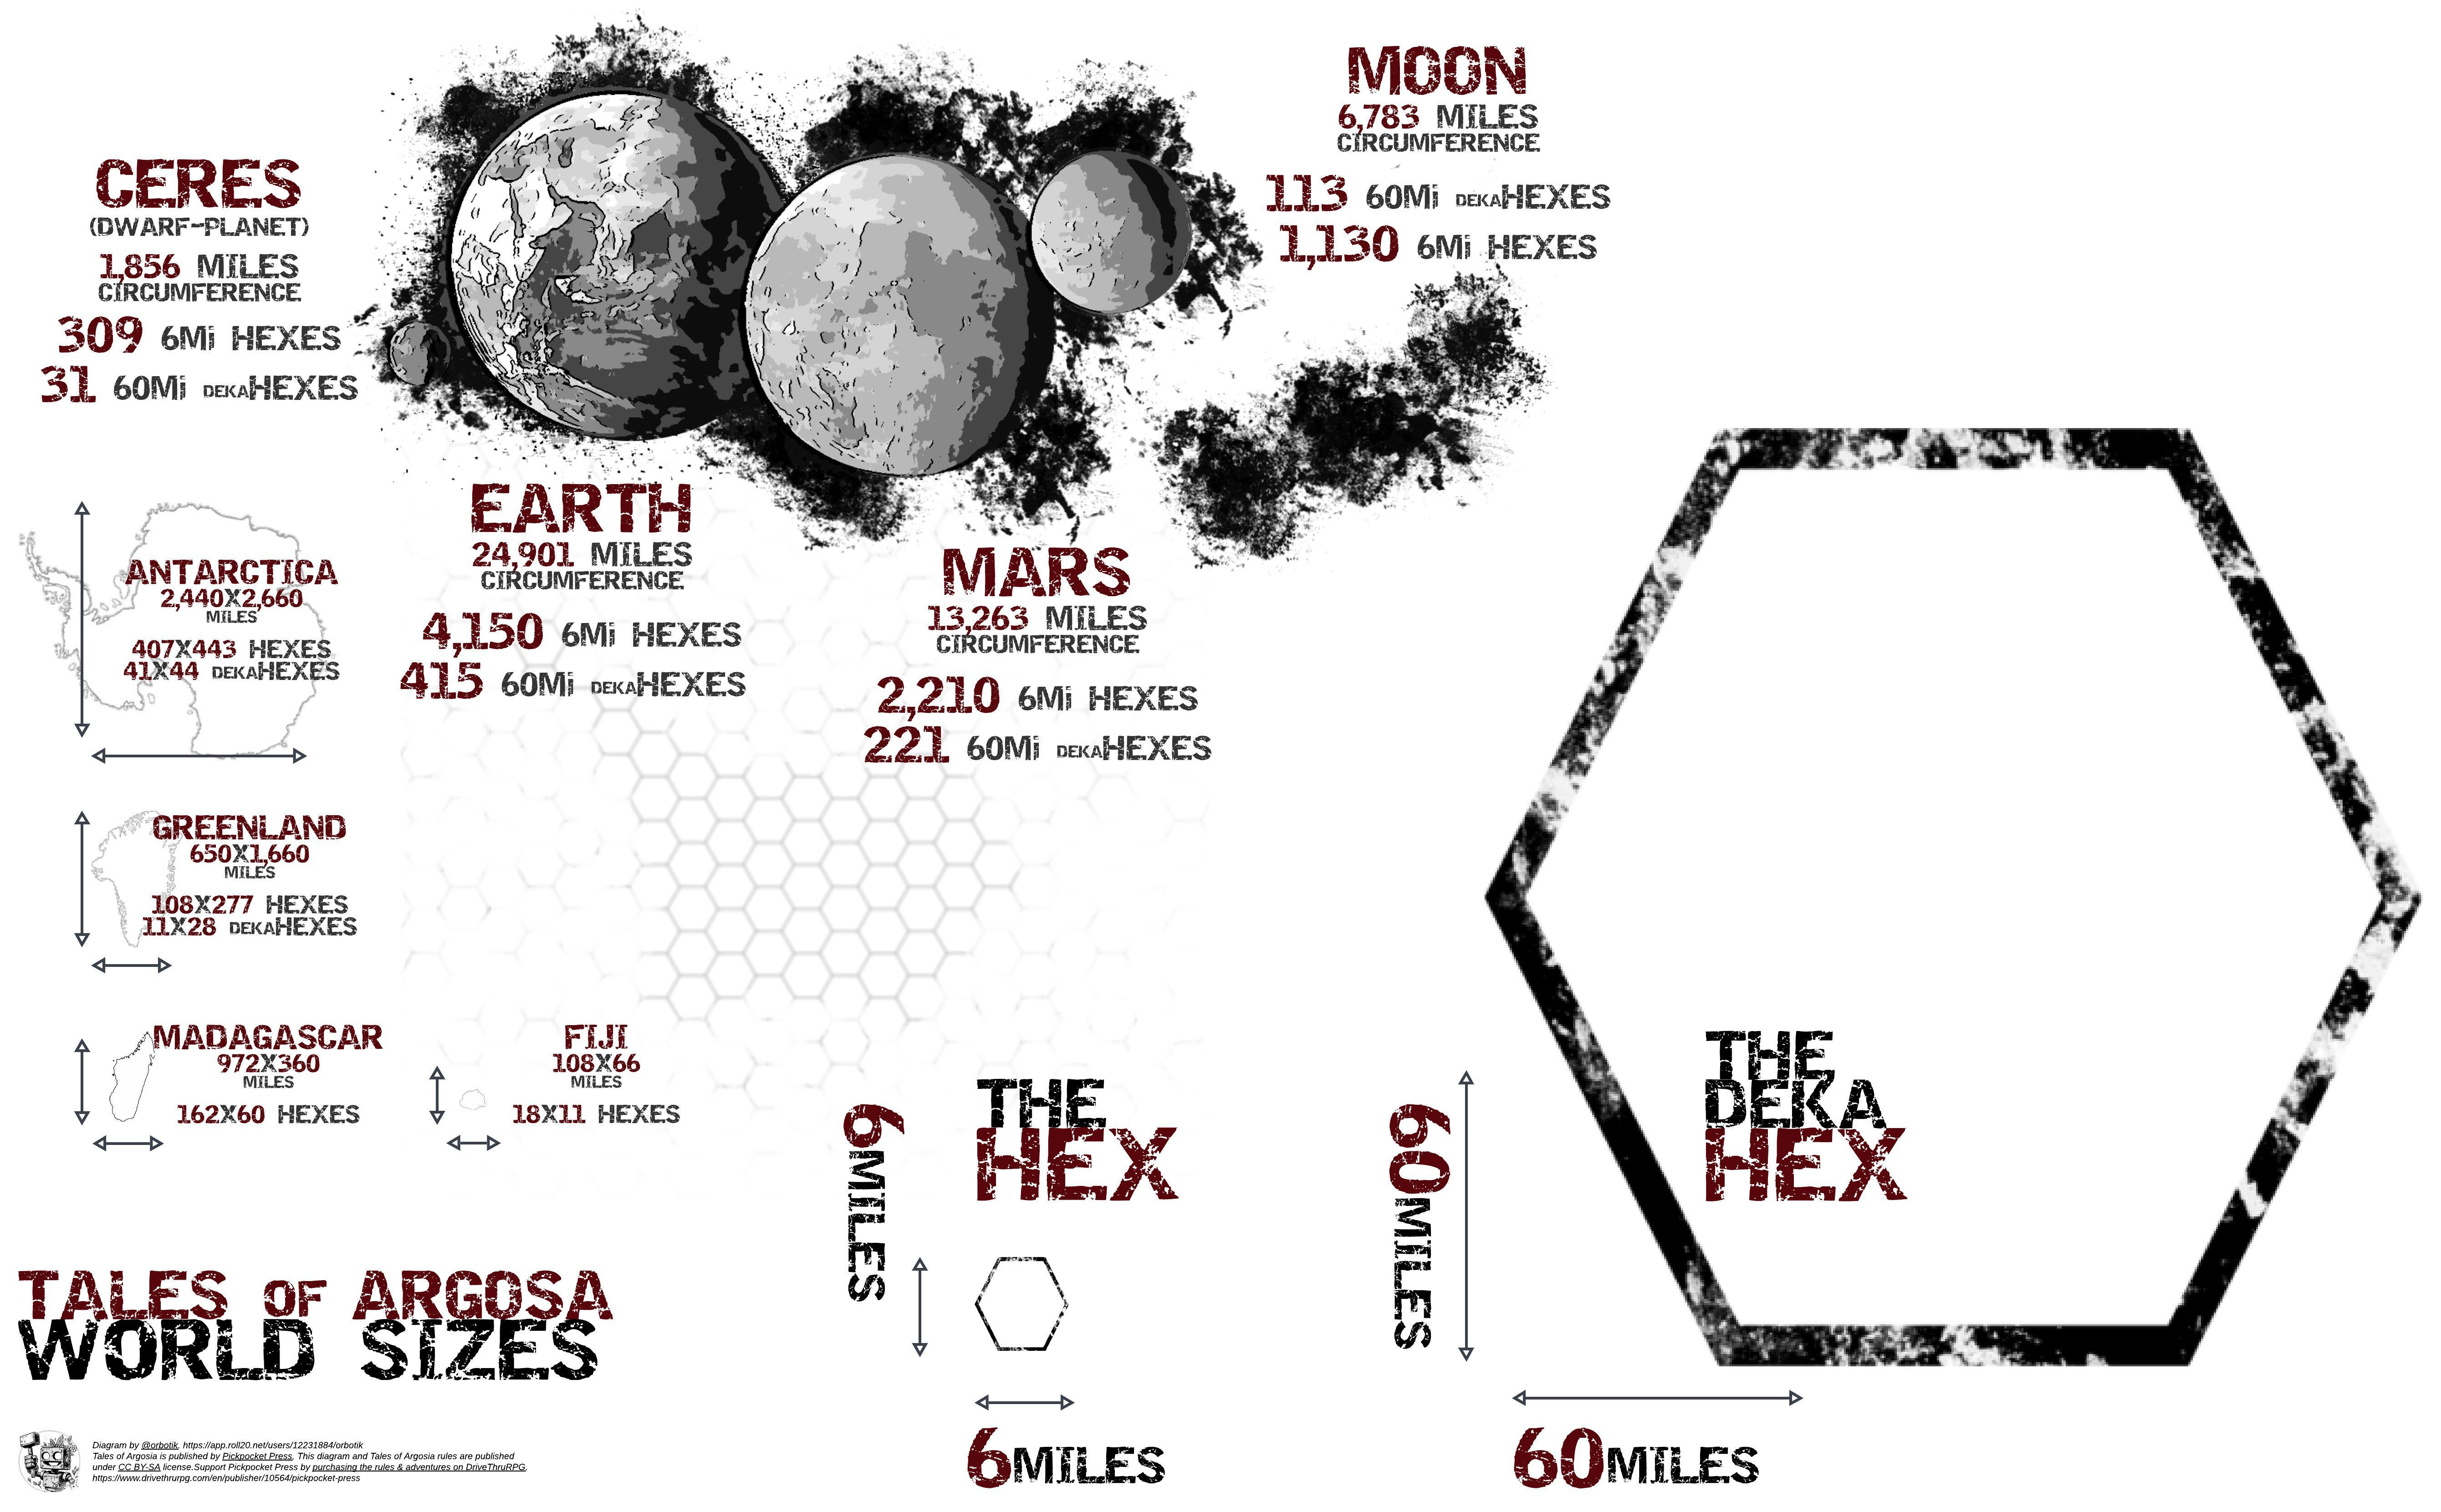 MOON
6,783 MILES
CIRCUMFERENCE
113 60Mi DEKAHEXES
1,130 6Mi HEXES
CERES
(DWARF-PLANET)
1,856 MILES
CIRCUMFERENCE
309 6Mi HEXES
31 60Mi DEKAHEXES
EARTH
24,901 MILES
CIRCUMFERENCE
4,150 6Mi HEXES
415 60Mi DEKAHEXES
MARS
13,263 MILES
CIRCUMFERENCE
2,210 6Mi HEXES
221 60Mi DEKAHEXES
ANTARCTICA
2,440X2,660
MILES
407X443 HEXES
41X44 DEKAHEXES
GREENLAND
650X1,660
MILES
108X277 HEXES
11X28 DEKAHEXES
MADAGASCAR
972X360
MILES
162X60 HEXES
FIJI
108X66
MILES
18X11 HEXES
THE
HEX
6MILES
6MILES
THE
DEKA
HEX
60MILES
60MILES
TALES OF ARGOSA
WORLD SIZES
Diagram by @orbotik, https://app.roll20.net/users/12231884/orbotik
Tales of Argosia is published by Pickpocket Press. This diagram and Tales of Argosia rules are published
under CC BY-SA license.Support Pickpocket Press by purchasing the rules & adventures on DriveThruRPG,
https://www.drivethrurpg.com/en/publisher/10564/pickpocket-press